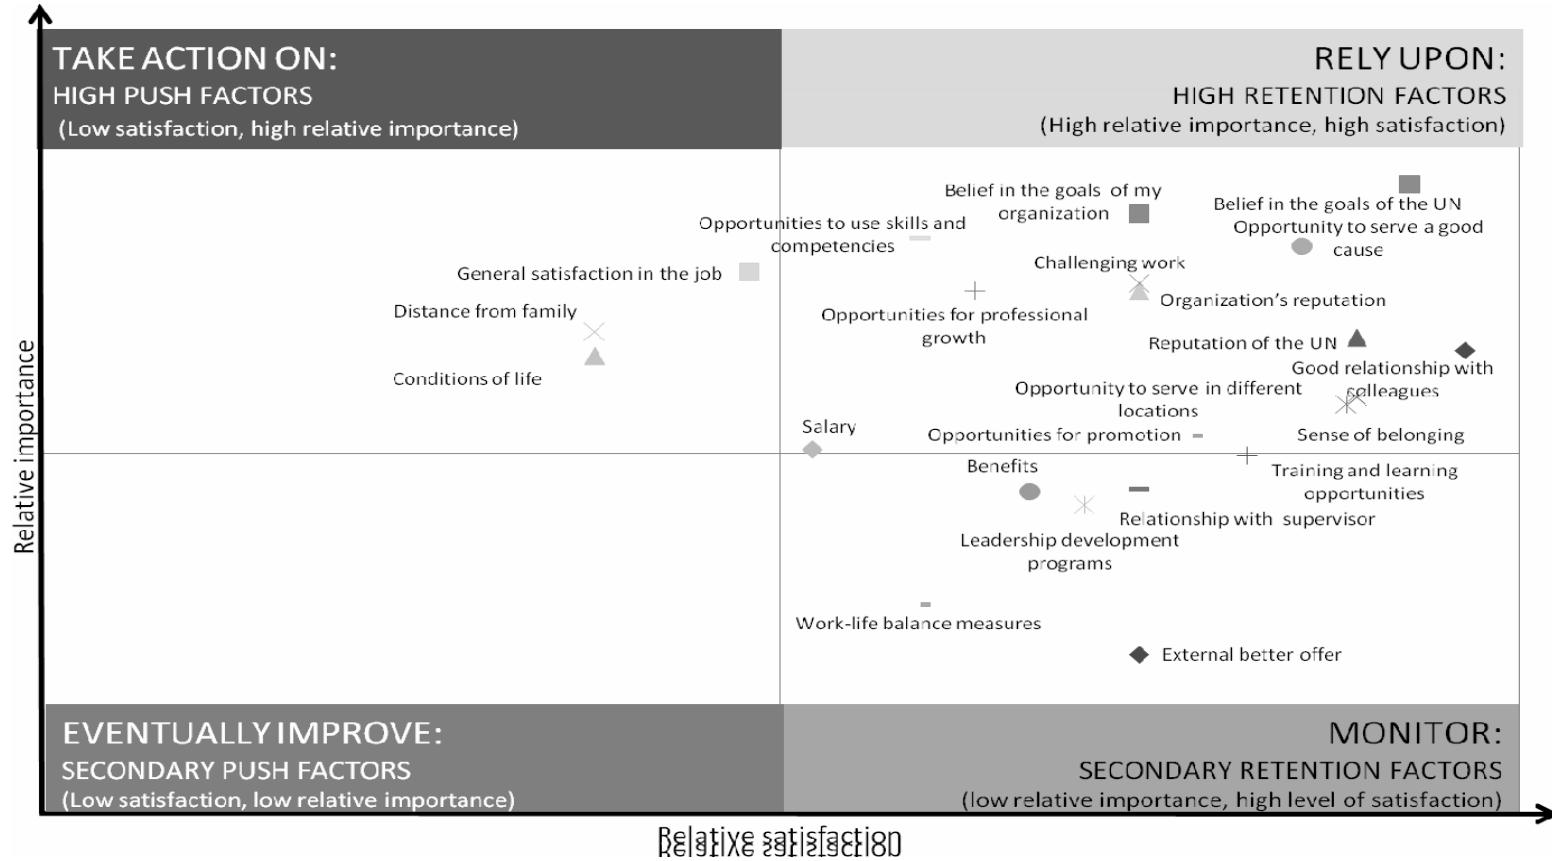 TAKE ACTION ON:
HIGH PUSH FACTORS
(Low satisfaction, high relative importance)
RELY UPON:
HIGH RETENTION FACTORS
(High relative importance, high satisfaction)
Belief in the goals of my
organization
Belief in the goals of the UN
Opportunity to serve a good
cause
Opportunities to use skills and
competencies
General satisfaction in the job
Challenging work
Organization's reputation
Distance from family
Opportunities for professional
growth
Reputation of the UN
Conditions of life
Good relationship with
colleagues
Opportunity to serve in different
locations
Salary
Opportunities for promotion
Sense of belonging
Benefits
Training and learning
opportunities
Relationship with supervisor
Leadership development
programs
Work-life balance measures
External better offer
Relative importance
EVENTUALLY IMPROVE:
SECONDARY PUSH FACTORS
(Low satisfaction, low relative importance)
MONITOR:
SECONDARY RETENTION FACTORS
(low relative importance, high level of satisfaction)
Relative satisfaction